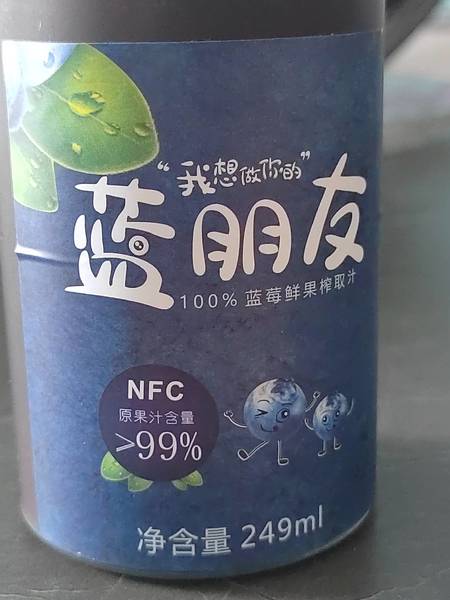 “我想做你的”
蓝朋友
100% 蓝莓鲜果榨取汁
NFC
原果汁含量
>99%
净含量 249ml